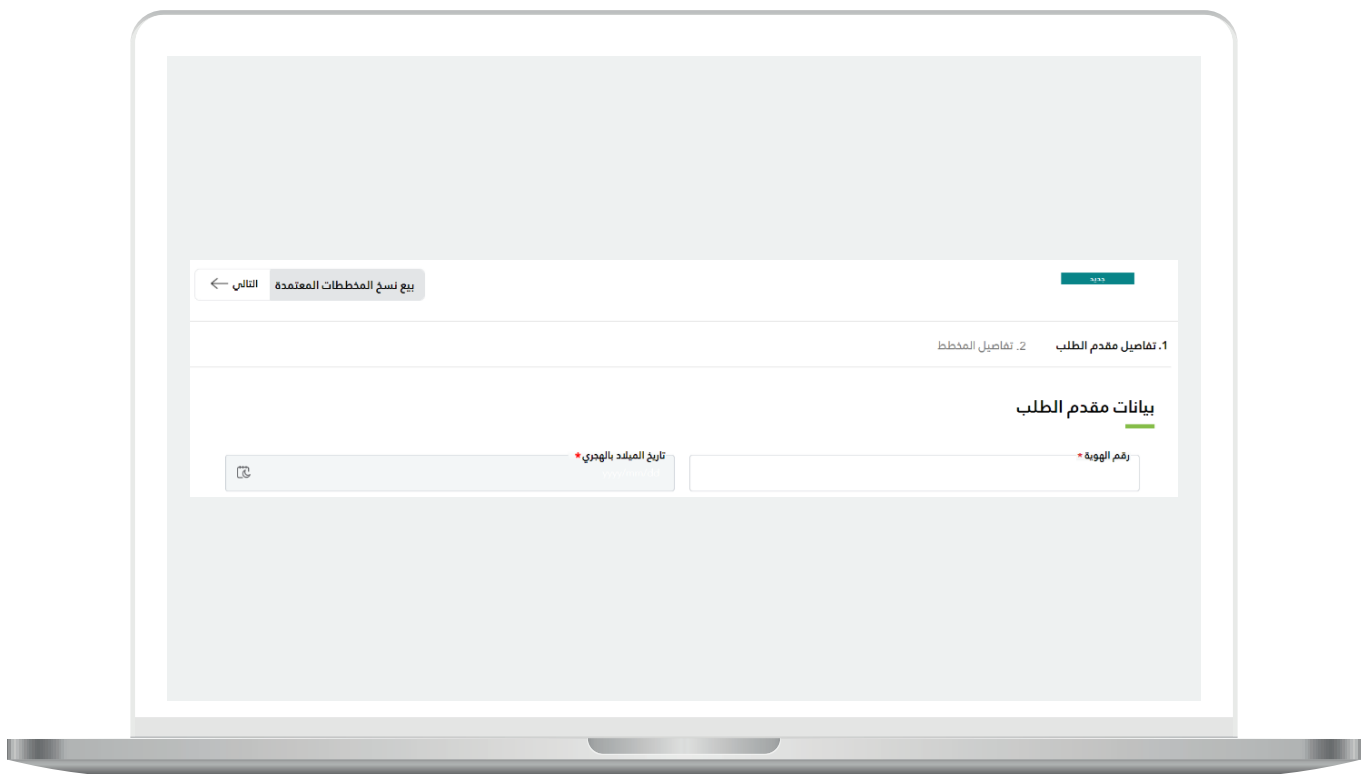 جديد
بيع نسخ المخططات المعتمدة التالي
1. تفاصيل مقدم الطلب 2. تفاصيل المخطط
بيانات مقدم الطلب
رقم الهوية * تاريخ الميلاد بالهجري *